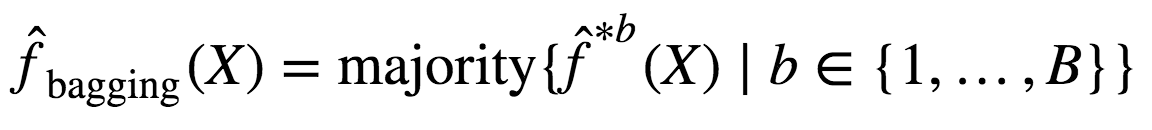 f̂_bagging(X) = majority{f̂^{*b}(X) | b ∈ {1, … , B}}